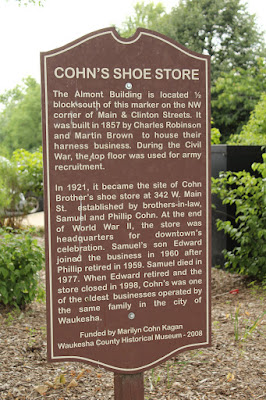 COHN'S SHOE STORE
The Almont Building is located ½
block south of this marker on the NW
corner of Main & Clinton Streets. It
was built in 1857 by Charles Robinson
and Martin Brown to house their
harness business. During the Civil
War, the top floor was used for army
recruitment.
In 1921, it became the site of Cohn
Brother's shoe store at 342 W. Main
St. established by brothers-in-law,
Samuel and Phillip Cohn. At the end
of World War II, the store was
headquarters for downtown's
celebration. Samuel's son Edward
joined the business in 1960 after
Phillip retired in 1959. Samuel died in
1977. When Edward retired and the
store closed in 1998, Cohn's was one
of the oldest businesses operated by
the same family in the city of
Waukesha.
Funded by Marilyn Cohn Kagan
Waukesha County Historical Museum - 2008